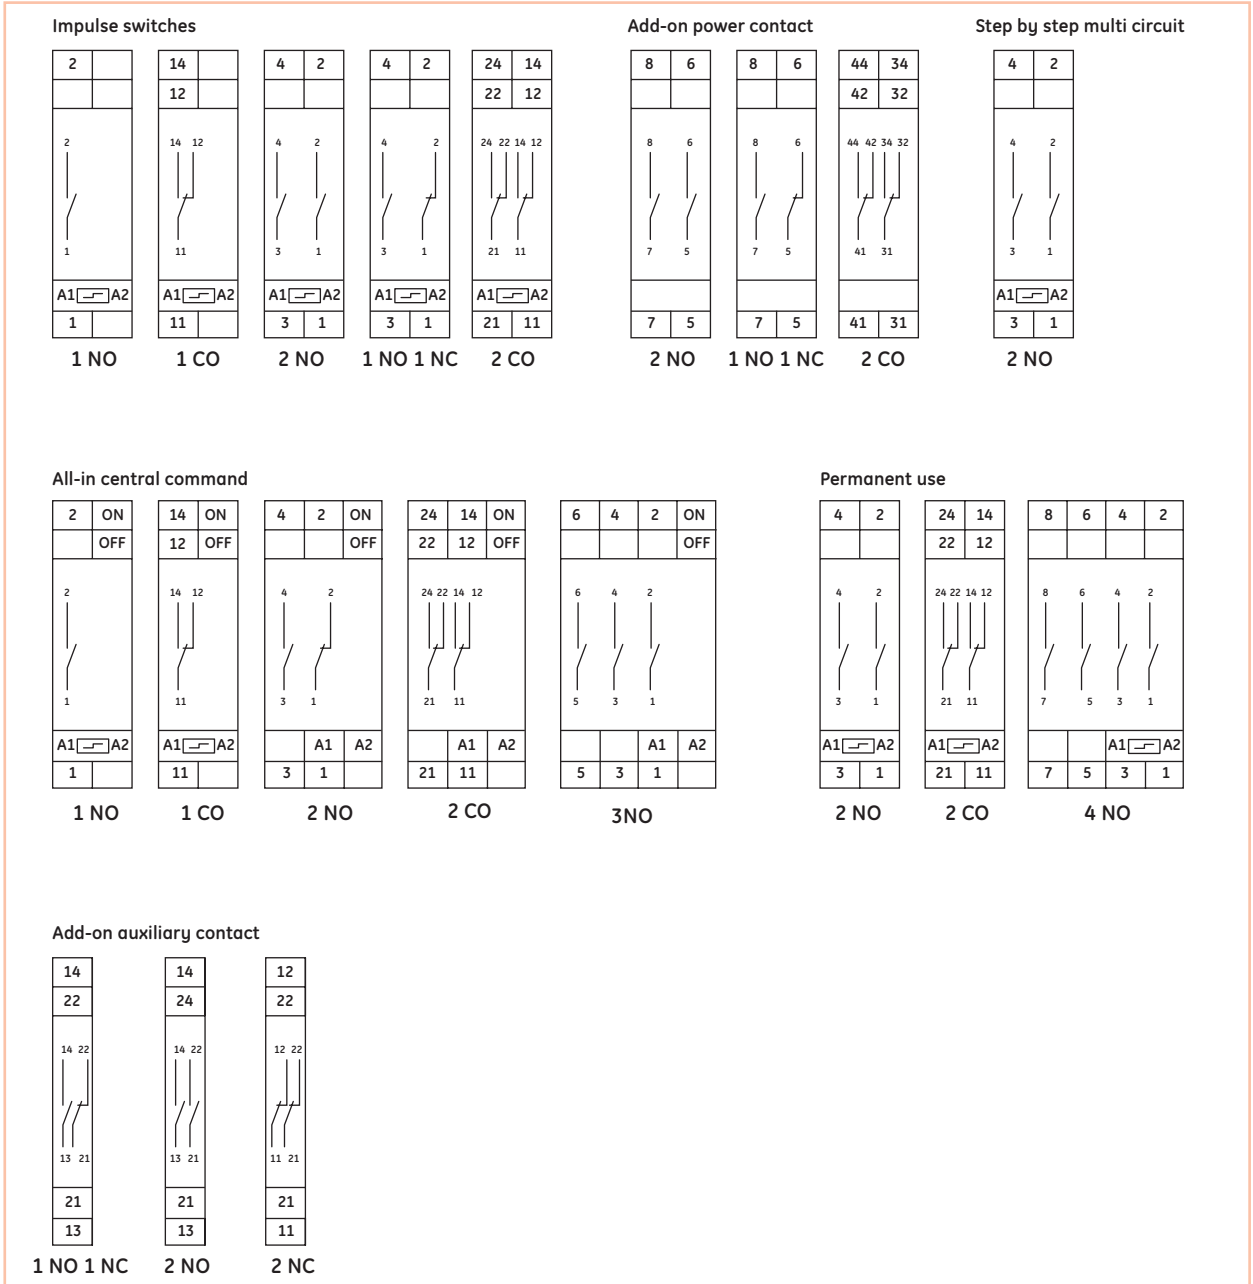 Impulse switches Add-on power contact Step by step multi circuit
2 14 4 2 4 2 24 14 8 6 8 6 44 34 4 2
12 22 12 42 32
2 14 12 4 2 4 2 24 22 14 12 8 6 8 6 44 42 34 32 4 2
1 11 3 1 3 1 21 11 7 5 7 5 41 31 3 1
A1 A2 A1 A2 A1 A2 A1 A2 A1 A2 A1 A2
1 11 3 1 3 1 21 11 7 5 7 5 41 31 3 1
1 NO 1 CO 2 NO 1 NO 1 NC 2 CO 2 NO 1 NO 1 NC 2 CO 2 NO
All-in central command Permanent use
2 ON 14 ON 4 2 ON 24 14 ON 6 4 2 ON 4 2 24 14 8 6 4 2
OFF 12 OFF OFF 22 12 OFF OFF 22 12
2 14 12 4 2 24 22 14 12 6 4 2 4 2 24 22 14 12 8 6 4 2
1 11 3 1 21 11 5 3 1 3 1 21 11 7 5 3 1
A1 A2 A1 A2 A1 A2 A1 A2 A1 A2 A1 A2 A1 A2 A1 A2
1 11 3 1 21 11 5 3 1 3 1 21 11 7 5 3 1
1 NO 1 CO 2 NO 2 CO 3NO 2 NO 2 CO 4 NO
Add-on auxiliary contact
14 14 12
22 24 22
14 22 14 22 12 22
13 21 13 21 11 21
21 21 21
13 13 11
1 NO 1 NC 2 NO 2 NC